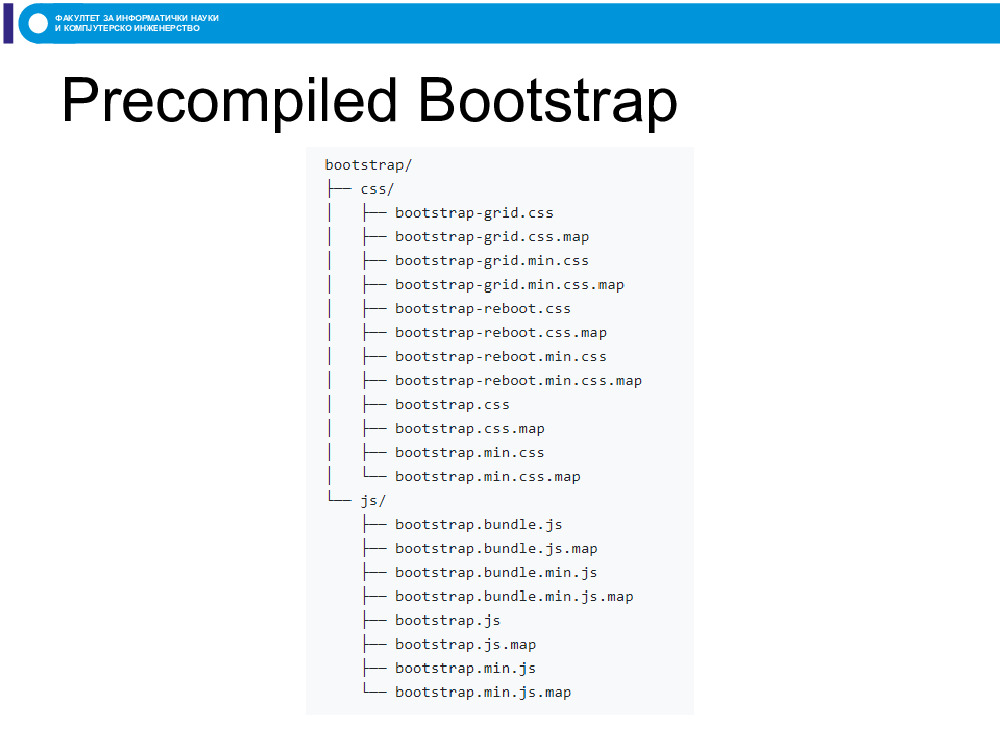 ФАКУЛТЕТ ЗА ИНФОРМАТИЧКИ НАУКИ
И КОМПЈУТЕРСКО ИНЖЕНЕРСТВО
Precompiled Bootstrap
bootstrap/
├── css/
│   ├── bootstrap-grid.css
│   ├── bootstrap-grid.css.map
│   ├── bootstrap-grid.min.css
│   ├── bootstrap-grid.min.css.map
│   ├── bootstrap-reboot.css
│   ├── bootstrap-reboot.css.map
│   ├── bootstrap-reboot.min.css
│   ├── bootstrap-reboot.min.css.map
│   ├── bootstrap.css
│   ├── bootstrap.css.map
│   ├── bootstrap.min.css
│   └── bootstrap.min.css.map
└── js/
    ├── bootstrap.bundle.js
    ├── bootstrap.bundle.js.map
    ├── bootstrap.bundle.min.js
    ├── bootstrap.bundle.min.js.map
    ├── bootstrap.js
    ├── bootstrap.js.map
    ├── bootstrap.min.js
    └── bootstrap.min.js.map